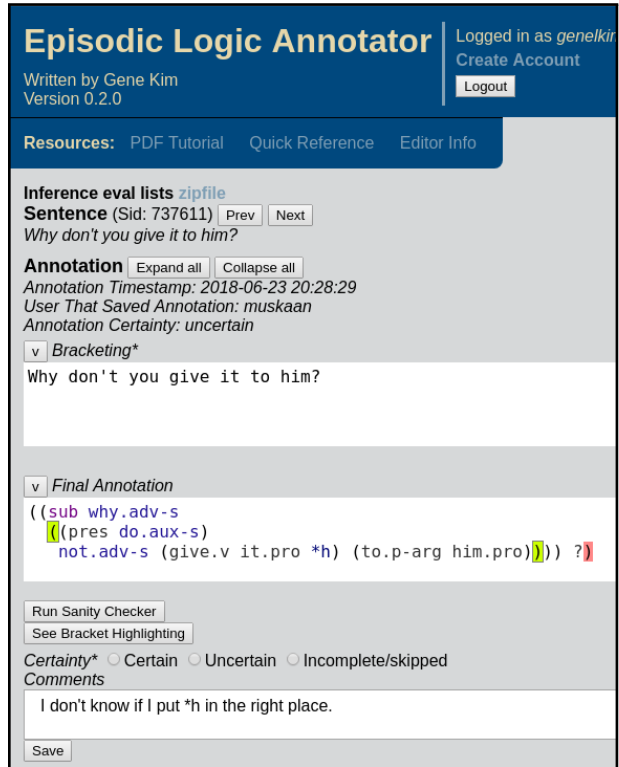 Episodic Logic Annotator
Written by Gene Kim
Version 0.2.0
Logged in as
Create Account
Logout
Resources: PDF Tutorial Quick Reference Editor Info
Inference eval lists zipfile
Sentence (Sid: 737611) Prev Next
Why don't you give it to him?
Annotation Expand all Collapse all
Annotation Timestamp: 2018-06-23 20:28:29
User That Saved Annotation: muskaan
Annotation Certainty: uncertain
v Bracketing*
Why don't you give it to him?
v Final Annotation
((sub why.adv-s
((pres do.aux-s)
not.adv-s (give.v it.pro *h) (to.p-arg him.pro)))) ?)
Run Sanity Checker
See Bracket Highlighting
Certainty* Certain Uncertain Incomplete/skipped
Comments
I don't know if I put *h in the right place.
Save